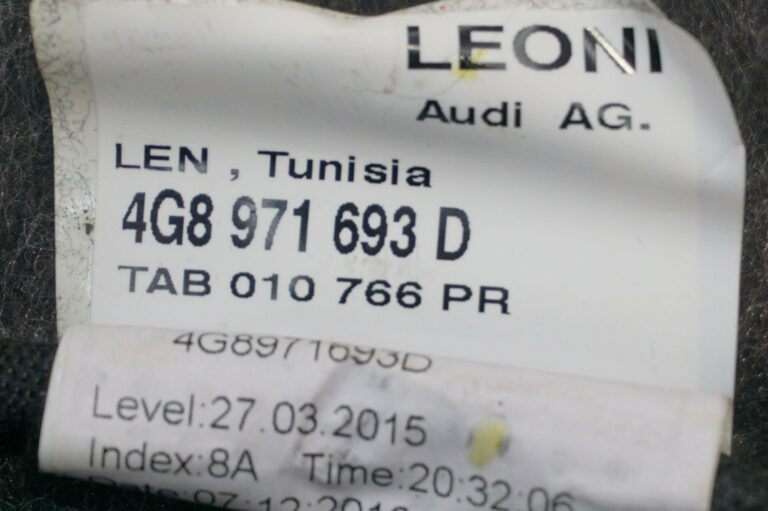 LEONI
Audi AG.
LEN , Tunisia
4G8 971 693 D
TAB 010 766 PR
4G8971693D
Level:27.03.2015
Index:8A Time:20:32:06